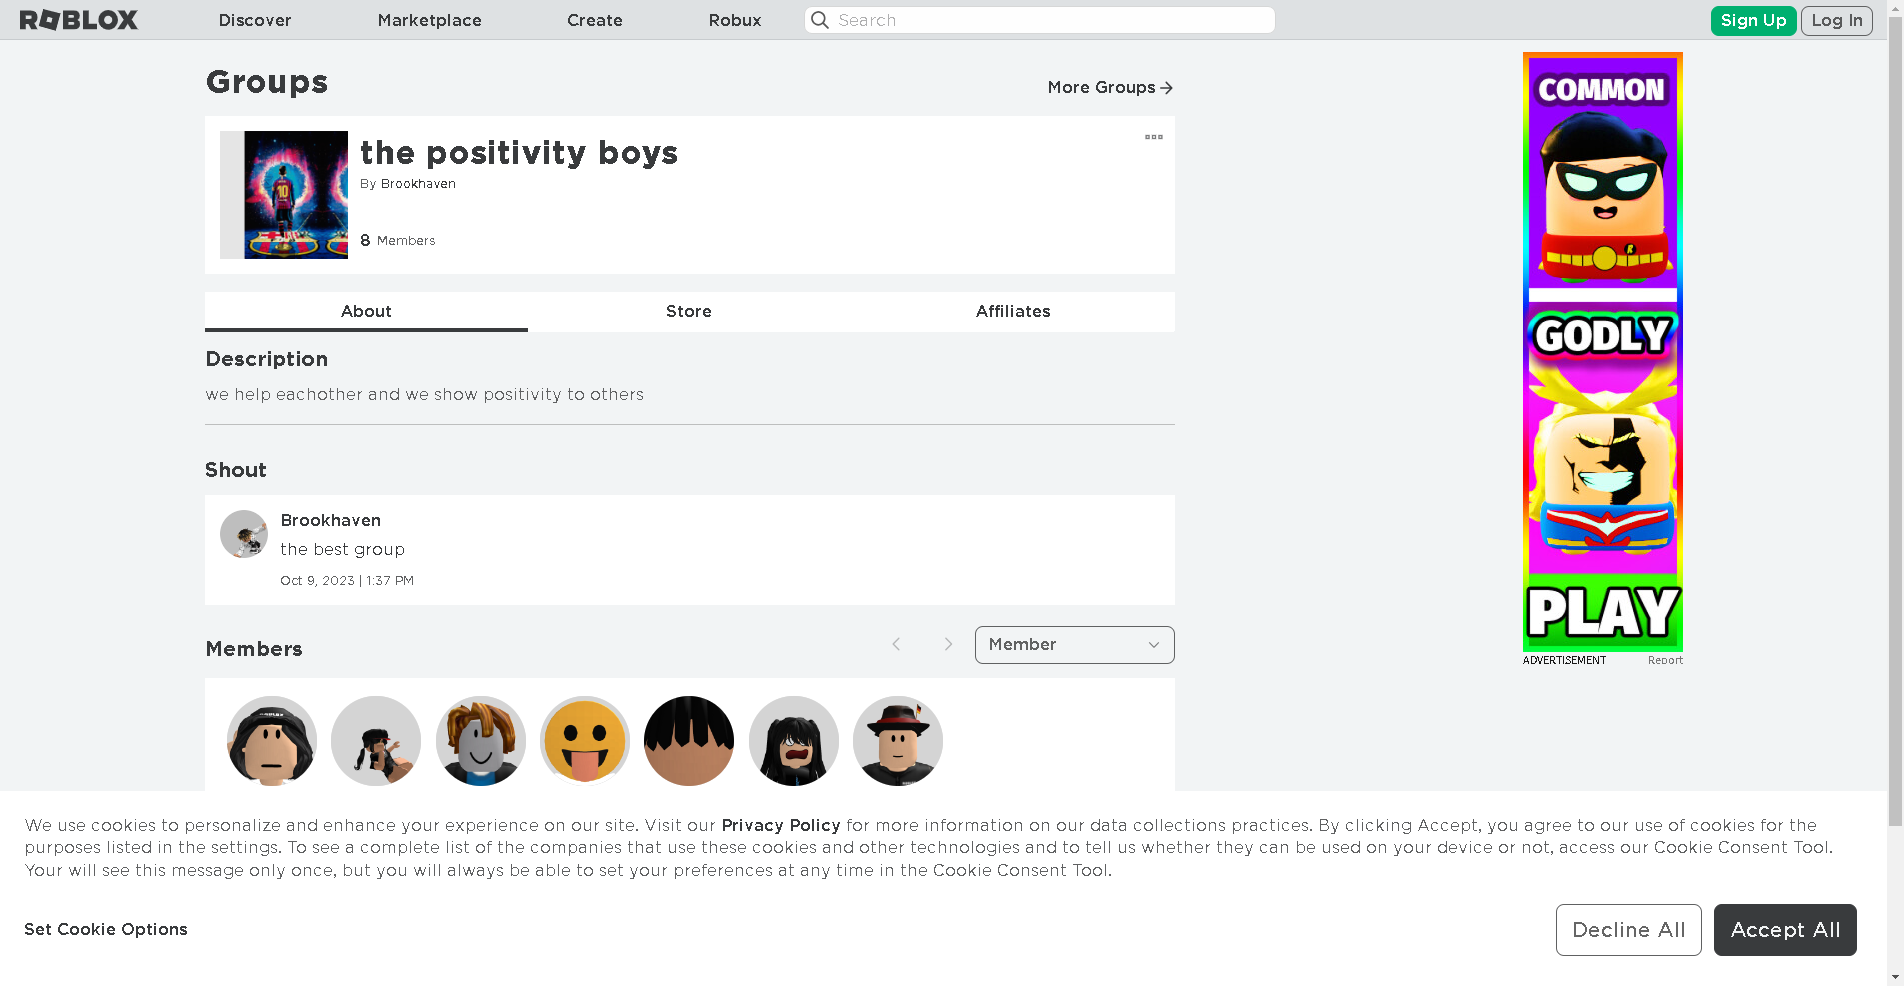 ROBLOX
Discover
Marketplace
Create
Robux
Search
Sign Up
Log In
Groups
More Groups
the positivity boys
By Brookhaven
10
8 Members
About
Store
Affiliates
Description
we help eachother and we show positivity to others
Shout
Brookhaven
the best group
Oct 9, 2023 | 1:37 PM
Members
Member
COMMON
R
GODLY
PLAY
ADVERTISEMENT
Report
We use cookies to personalize and enhance your experience on our site. Visit our Privacy Policy for more information on our data collections practices. By clicking Accept, you agree to our use of cookies for the
purposes listed in the settings. To see a complete list of the companies that use these cookies and other technologies and to tell us whether they can be used on your device or not, access our Cookie Consent Tool.
Your will see this message only once, but you will always be able to set your preferences at any time in the Cookie Consent Tool.
Set Cookie Options
Decline All
Accept All